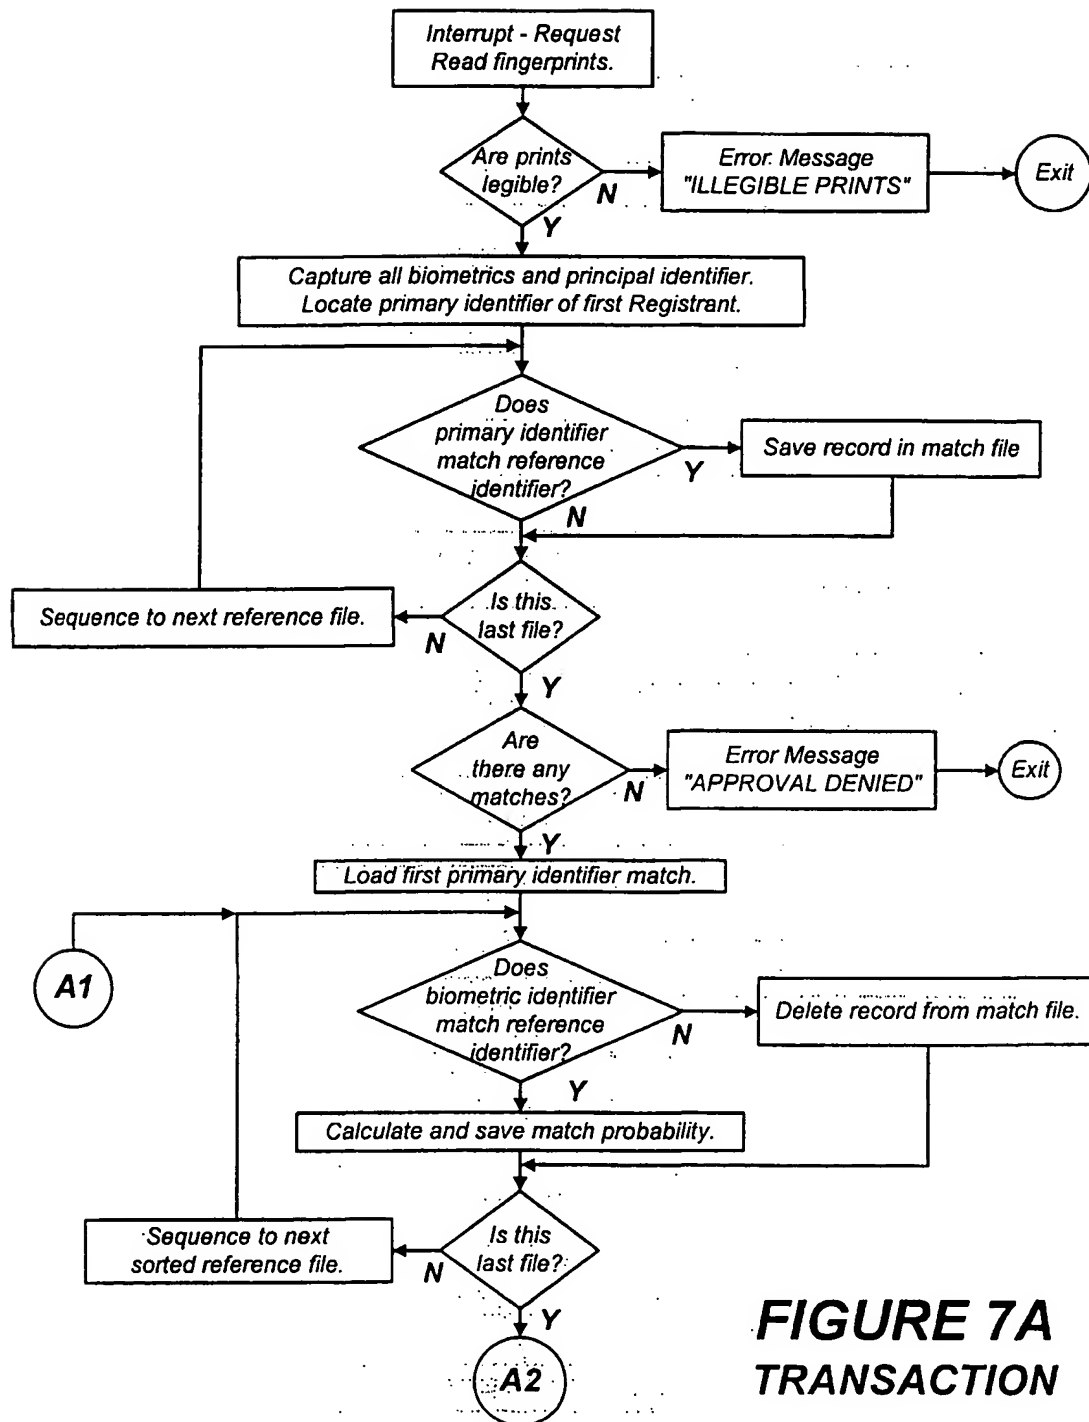 Interrupt - Request
Read fingerprints.
Are prints
legible?
N
Error Message
"ILLEGIBLE PRINTS"
Exit
Y
Capture all biometrics and principal identifier.
Locate primary identifier of first Registrant.
Does
primary identifier
match reference
identifier?
Y
Save record in match file
N
Is this
last file?
N
Sequence to next reference file.
Y
Are
there any
matches?
N
Error Message
"APPROVAL DENIED"
Exit
Y
Load first primary identifier match.
A1
Does
biometric identifier
match reference
identifier?
N
Delete record from match file.
Y
Calculate and save match probability.
Is this
last file?
N
Sequence to next
sorted reference file.
Y
A2
FIGURE 7A
TRANSACTION